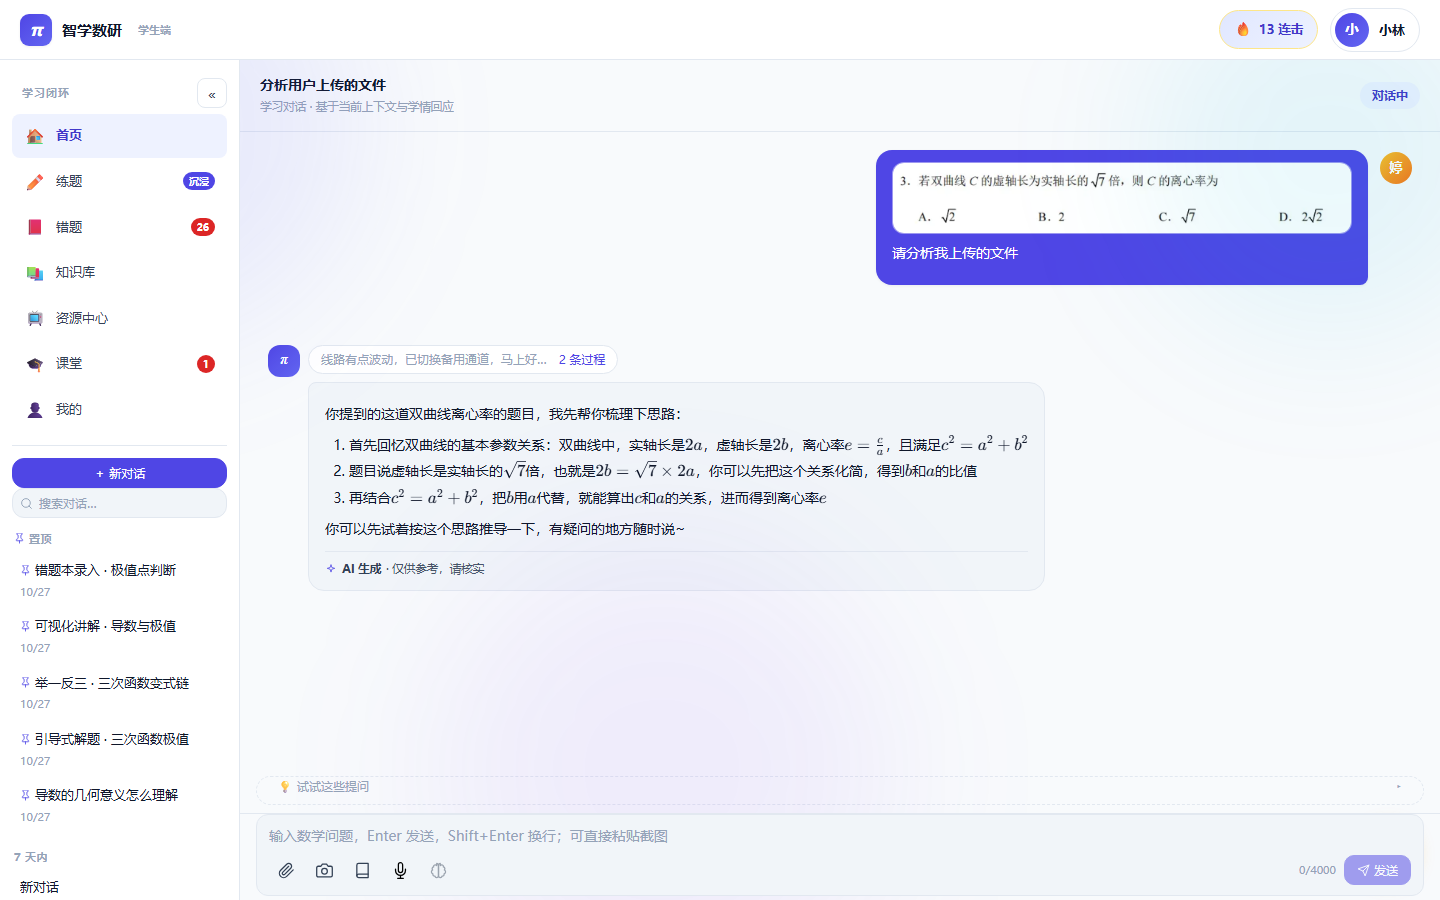 π 智学数研 学生端
13 连击
小 小林
学习闭环 «
首页
练题 沉浸
错题 26
知识库
资源中心
课堂 1
我的
+ 新对话
搜索对话...
置顶
错题本录入 · 极值点判断
10/27
可视化讲解 · 导数与极值
10/27
举一反三 · 三次函数变式链
10/27
引导式解题 · 三次函数极值
10/27
导数的几何意义怎么理解
10/27
7 天内
新对话
分析用户上传的文件
学习对话 · 基于当前上下文与学情回应
对话中
婷
3. 若双曲线 C 的虚轴长为实轴长的 √7 倍，则 C 的离心率为
A. √2 B. 2 C. √7 D. 2√2
请分析我上传的文件
π 线路有点波动，已切换备用通道，马上好... 2 条过程
你提到的这道双曲线离心率的题目，我先帮你梳理下思路：
1. 首先回忆双曲线的基本参数关系：双曲线中，实轴长是2a，虚轴长是2b，离心率e = c/a，且满足c² = a² + b²
2. 题目说虚轴长是实轴长的√7倍，也就是2b = √7 × 2a，你可以先把这个关系化简，得到b和a的比值
3. 再结合c² = a² + b²，把b用a代替，就能算出c和a的关系，进而得到离心率e
你可以先试着按这个思路推导一下，有疑问的地方随时说~
AI 生成 · 仅供参考，请核实
试试这些提问
输入数学问题，Enter 发送，Shift+Enter 换行；可直接粘贴截图
0/4000 发送